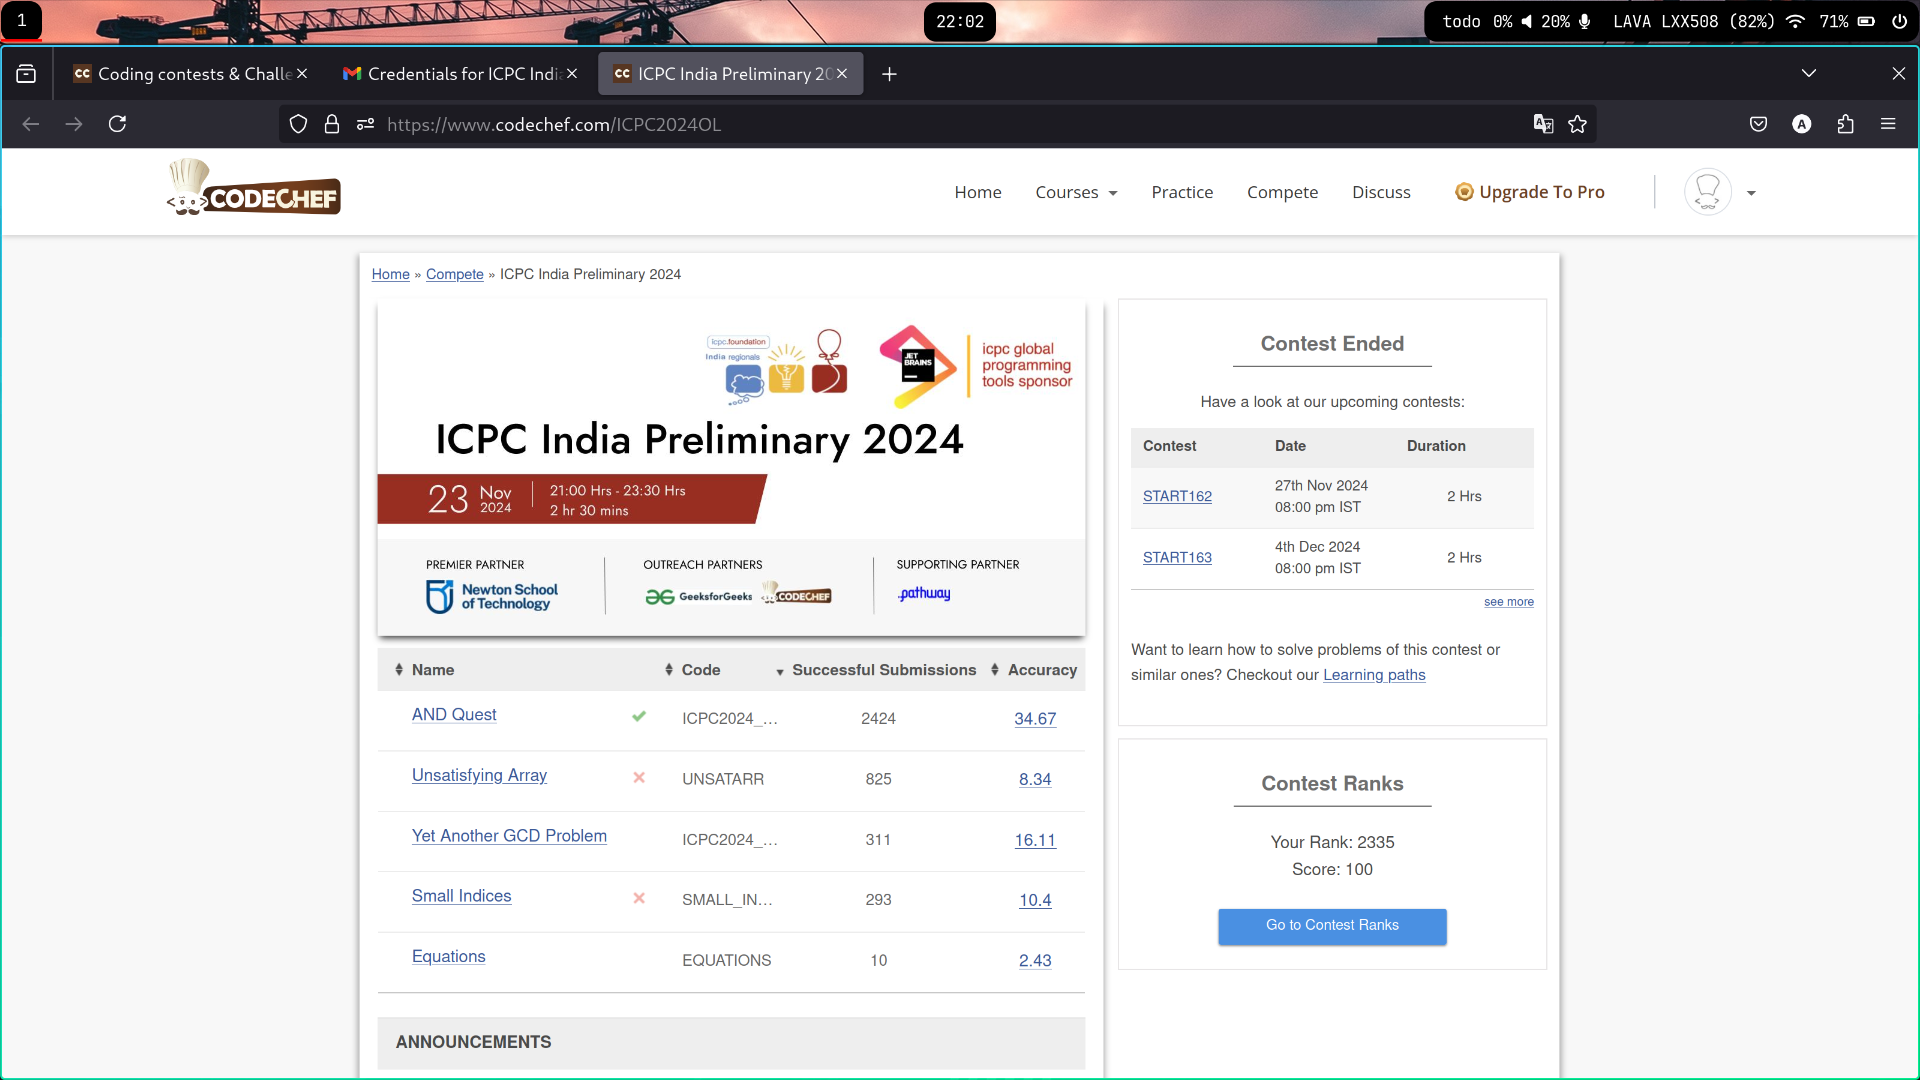 1
22:02
todo 0% 20% LAVA LXX508 (82%) 71%
CC Coding contests & Challe
Credentials for ICPC Indi
CC ICPC India Preliminary 20
https://www.codechef.com/ICPC2024OL
A
CODECHEF
Home
Courses
Practice
Compete
Discuss
Upgrade To Pro
Home » Compete » ICPC India Preliminary 2024
icpc.foundation
India regionals
JET
BRAINS
icpc global
programming
tools sponsor
ICPC India Preliminary 2024
23 Nov
2024
21:00 Hrs - 23:30 Hrs
2 hr 30 mins
PREMIER PARTNER
Newton School
of Technology
OUTREACH PARTNERS
GeeksforGeeks
CODECHEF
SUPPORTING PARTNER
pathway
Name Code Successful Submissions Accuracy
AND Quest ICPC2024_... 2424 34.67
Unsatisfying Array UNSATARR 825 8.34
Yet Another GCD Problem ICPC2024_... 311 16.11
Small Indices SMALL_IN... 293 10.4
Equations EQUATIONS 10 2.43
ANNOUNCEMENTS
Contest Ended
Have a look at our upcoming contests:
Contest Date Duration
START162 27th Nov 2024 2 Hrs
08:00 pm IST
START163 4th Dec 2024 2 Hrs
08:00 pm IST
see more
Want to learn how to solve problems of this contest or
similar ones? Checkout our Learning paths
Contest Ranks
Your Rank: 2335
Score: 100
Go to Contest Ranks